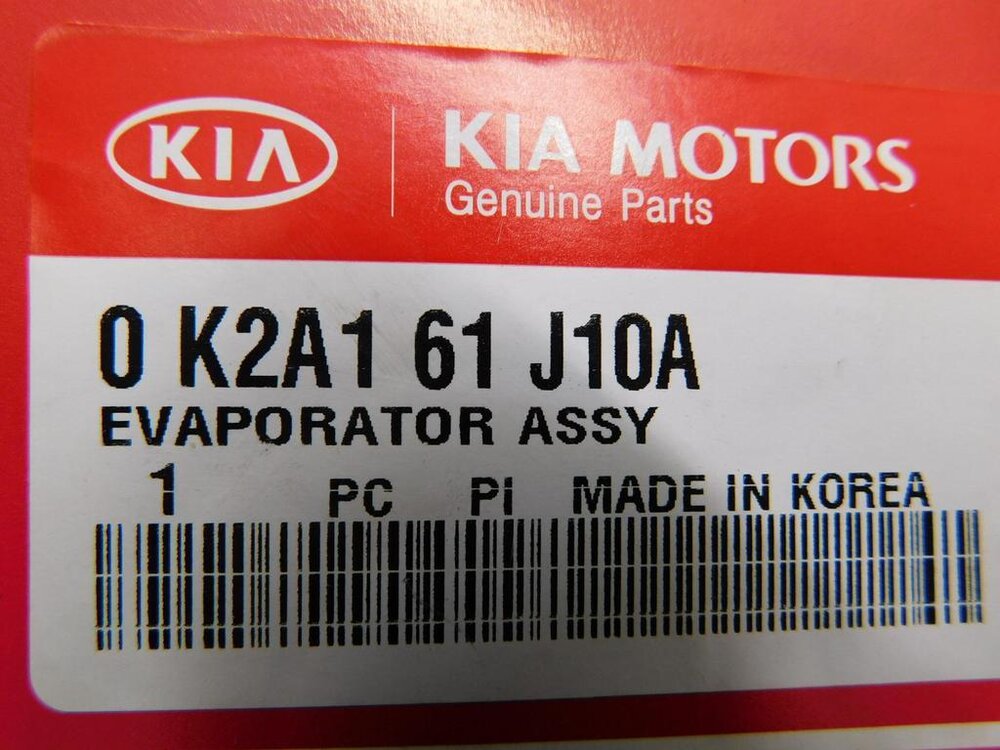 KIA
KIA MOTORS
Genuine Parts
0 K2A1 61 J10A
EVAPORATOR ASSY
1 PC PI MADE IN KOREA